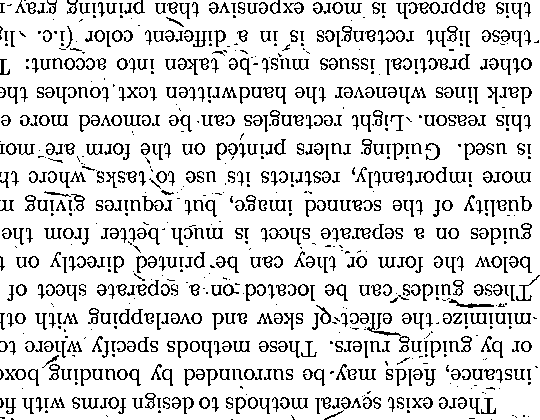 There exist several methods to design forms with fi
instance, fields may be surrounded by bounding boxe
or by guiding rulers. These methods specify where to
minimize the effect of skew and overlapping with oth
These guides can be located on a separate sheet of
below the form or they can be printed directly on t
guides on a separate sheet is much better from the
quality of the scanned image, but requires giving m
more importantly, restricts its use to tasks where th
is used. Guiding rulers printed on the form are mor
this reason. Light rectangles can be removed more e
dark lines whenever the handwritten text touches the
other practical issues must be taken into account: T
these light rectangles is in a different color (i.e. lig
this approach is more expensive than printing gray r